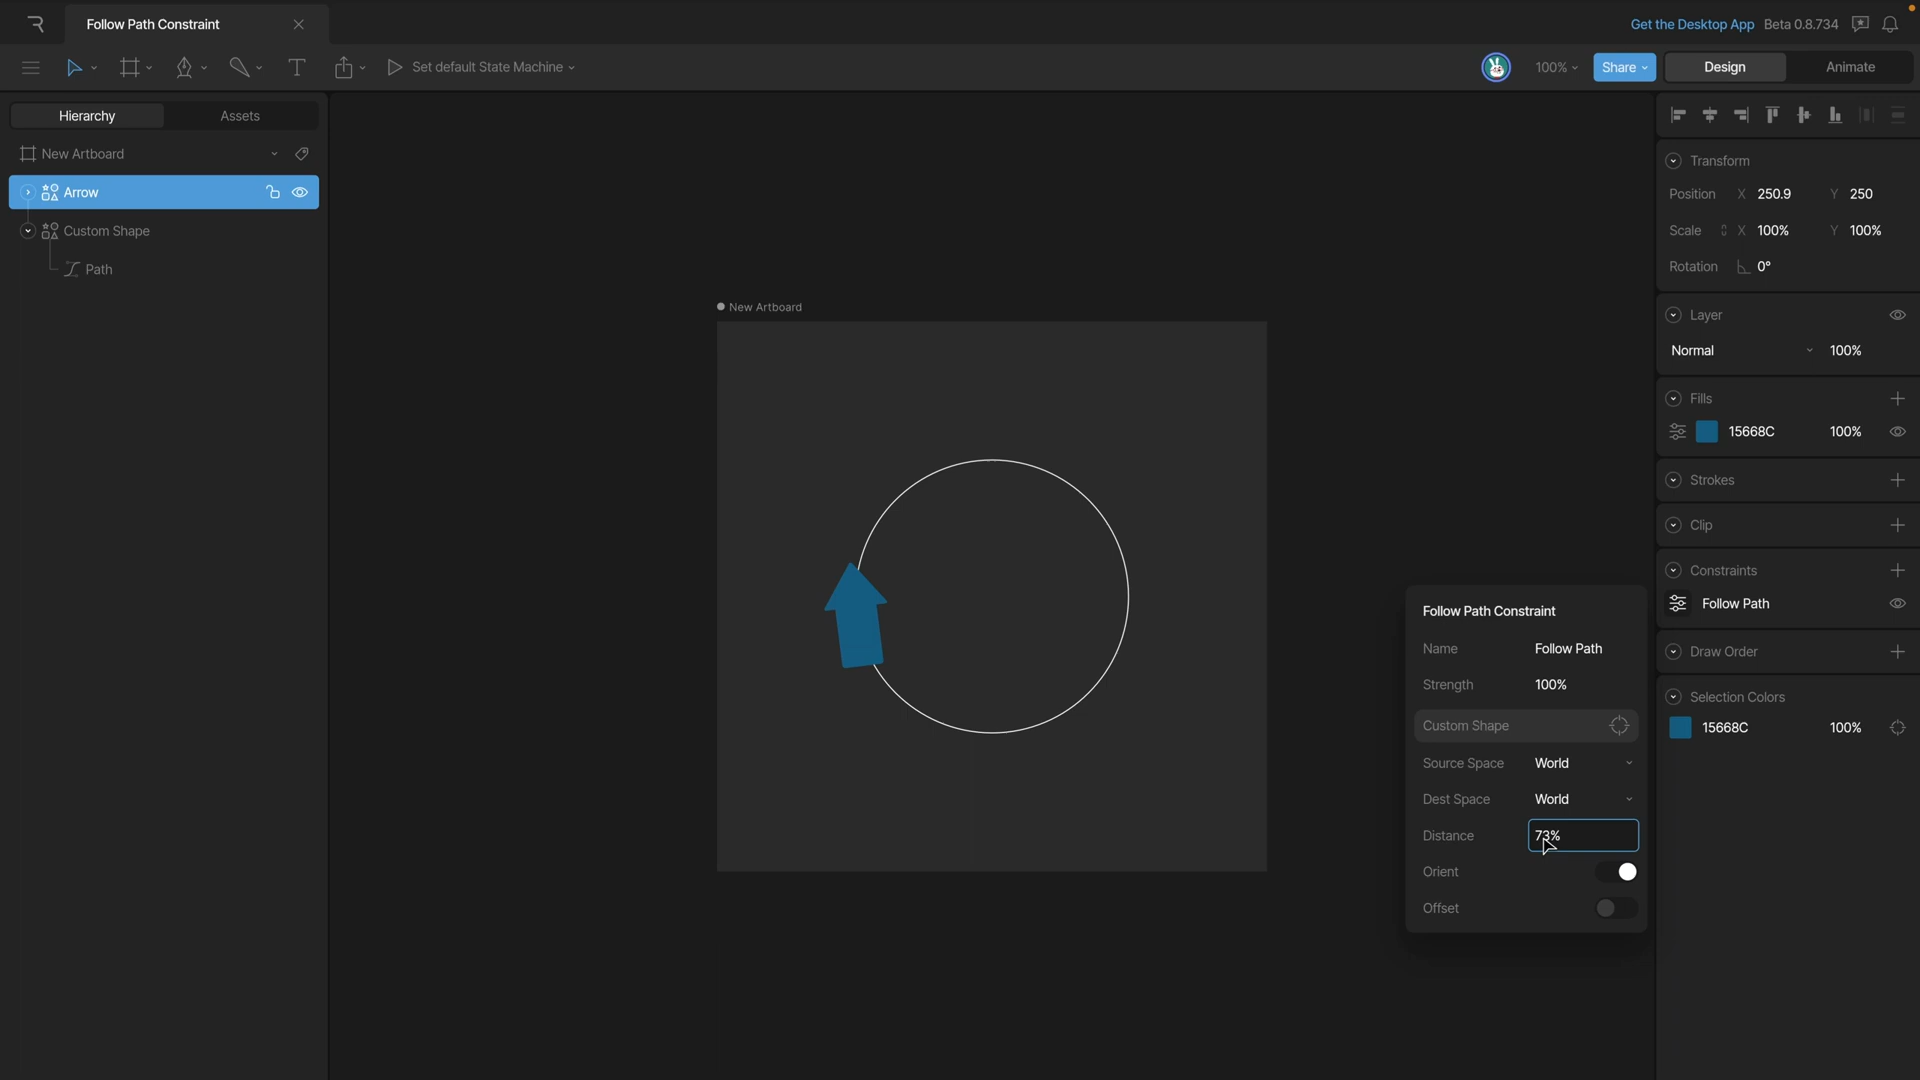 Follow Path Constraint
Get the Desktop App Beta 0.8.734
Set default State Machine
100%
Share
Design
Animate
Hierarchy
Assets
New Artboard
Arrow
Custom Shape
Path
New Artboard
Transform
Position X 250.9 Y 250
Scale X 100% Y 100%
Rotation 0°
Layer
Normal 100%
Fills
15668C 100%
Strokes
Clip
Constraints
Follow Path
Draw Order
Selection Colors
15668C 100%
Follow Path Constraint
Name Follow Path
Strength 100%
Custom Shape
Source Space World
Dest Space World
Distance 73%
Orient
Offset